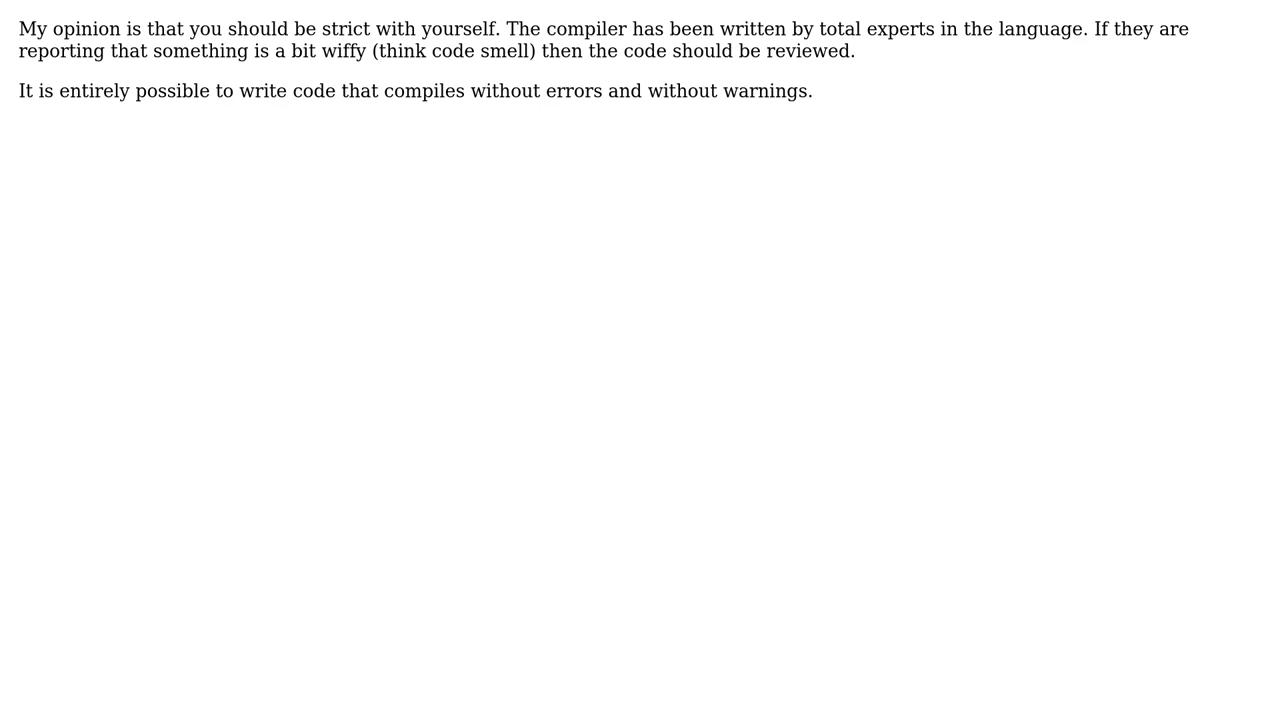 My opinion is that you should be strict with yourself. The compiler has been written by total experts in the language. If they are
reporting that something is a bit wiffy (think code smell) then the code should be reviewed.
It is entirely possible to write code that compiles without errors and without warnings.